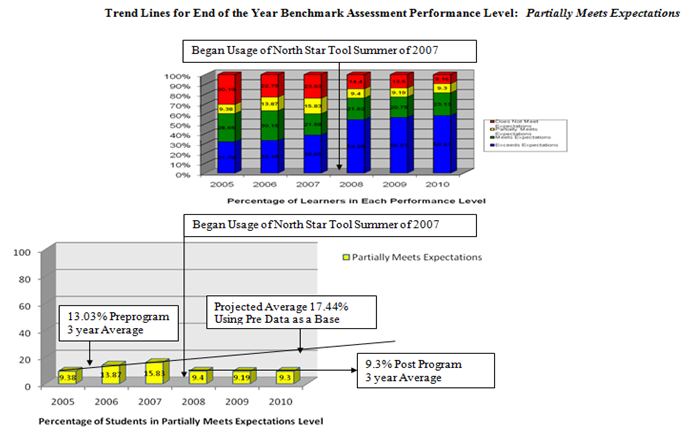 Trend Lines for End of the Year Benchmark Assessment Performance Level: Partially Meets Expectations
Began Usage of North Star Tool Summer of 2007
100%
90%
80%
70%
60%
50%
40%
30%
20%
10%
0%
9.38
13.87
15.83
9.4
9.19
9.3
2005 2006 2007 2008 2009 2010
Does Not Meet
Expectations
Partially Meets
Expectations
Meets Expectations
Exceeds Expectations
Percentage of Learners in Each Performance Level
Began Usage of North Star Tool Summer of 2007
Partially Meets Expectations
100
80
60
40
20
0
13.03% Preprogram
3 year Average
Projected Average 17.44%
Using Pre Data as a Base
9.3% Post Program
3 year Average
9.38 13.87 15.83 9.4 9.19 9.3
2005 2006 2007 2008 2009 2010
Percentage of Students in Partially Meets Expectations Level